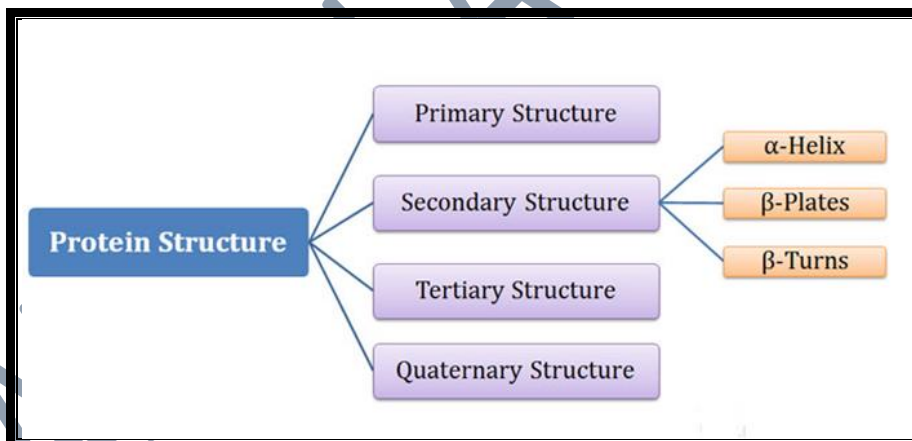 Protein Structure
Primary Structure
Secondary Structure
Tertiary Structure
Quaternary Structure
α-Helix
β-Plates
β-Turns